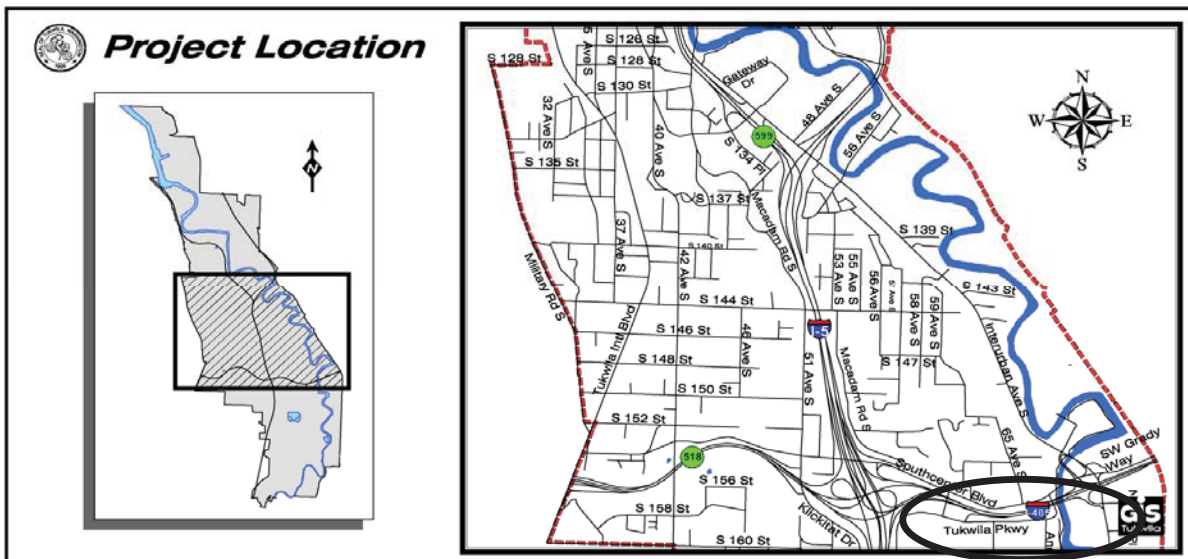 Project Location
N
S 126 St
S 128 St
S 128 St
S 130 St
Gateway Dr
32 Ave S
40 Ave S
48 Ave S
56 Ave S
N
W
E
S
599
S 134 Pl
S 135 St
S 137 St
Macadam Rd S
S 139 St
37 Ave S
S 140 St
42 Ave S
53 Ave S
55 Ave S
56 Ave S
58 Ave S
59 Ave S
S 143 St
Military Rd S
S 144 St
I-5
Tukwila Intl Blvd
S 146 St
46 Ave S
S 147 St
Interurban Ave S
S 148 St
51 Ave S
Macadam Rd S
S 150 St
S 152 St
65 Ave S
SW Grady Way
518
Southcenter Blvd
S 156 St
S 158 St
Klickitat Dr
I-405
Tukwila Pkwy
GIS
Tukwila
S 160 St